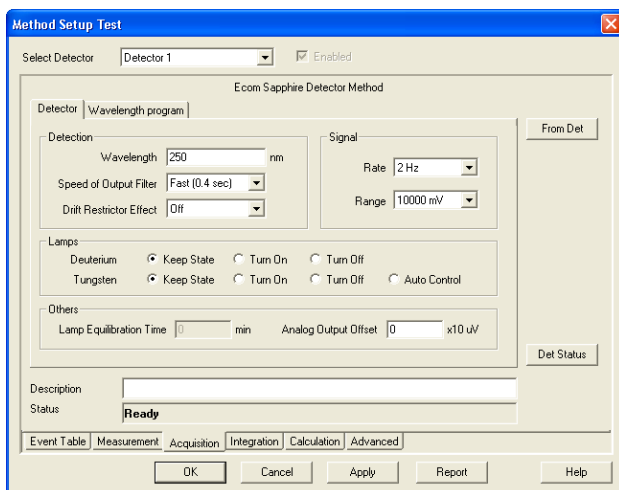 Method Setup Test
Select Detector Detector 1 Enabled
Ecom Sapphire Detector Method
Detector Wavelength program
From Det
Detection
Wavelength 250 nm
Speed of Output Filter Fast (0.4 sec)
Drift Restrictor Effect Off
Signal
Rate 2 Hz
Range 10000 mV
Lamps
Deuterium Keep State Turn On Turn Off
Tungsten Keep State Turn On Turn Off Auto Control
Others
Lamp Equilibration Time 0 min Analog Output Offset 0 x10 uV
Det Status
Description
Status Ready
Event Table Measurement Acquisition Integration Calculation Advanced
OK Cancel Apply Report Help